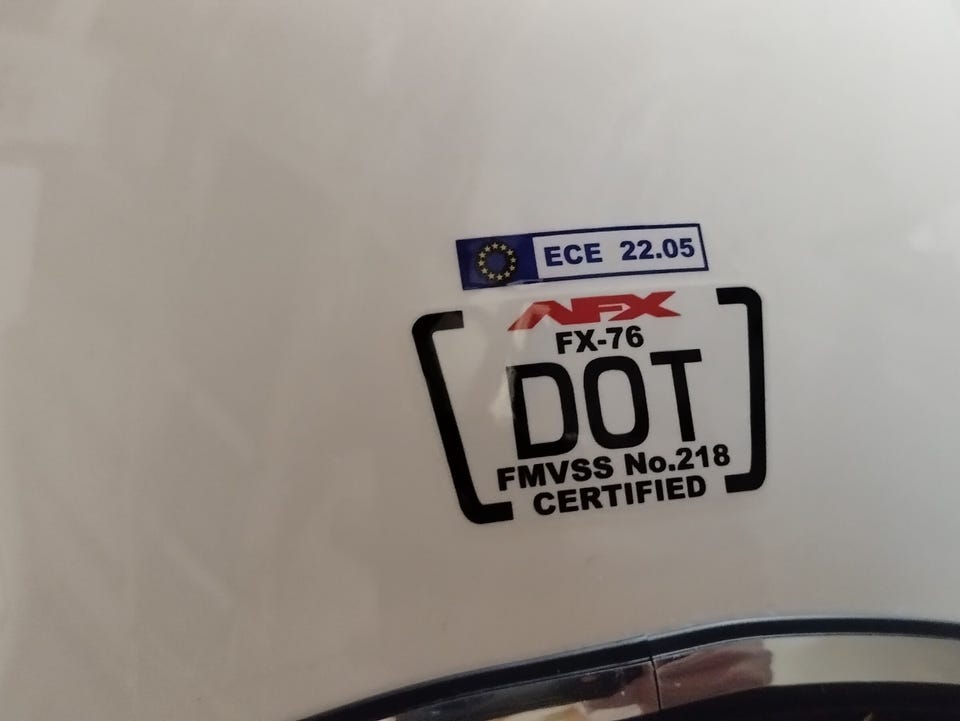 ECE 22.05
AFX
FX-76
DOT
FMVSS No.218
CERTIFIED